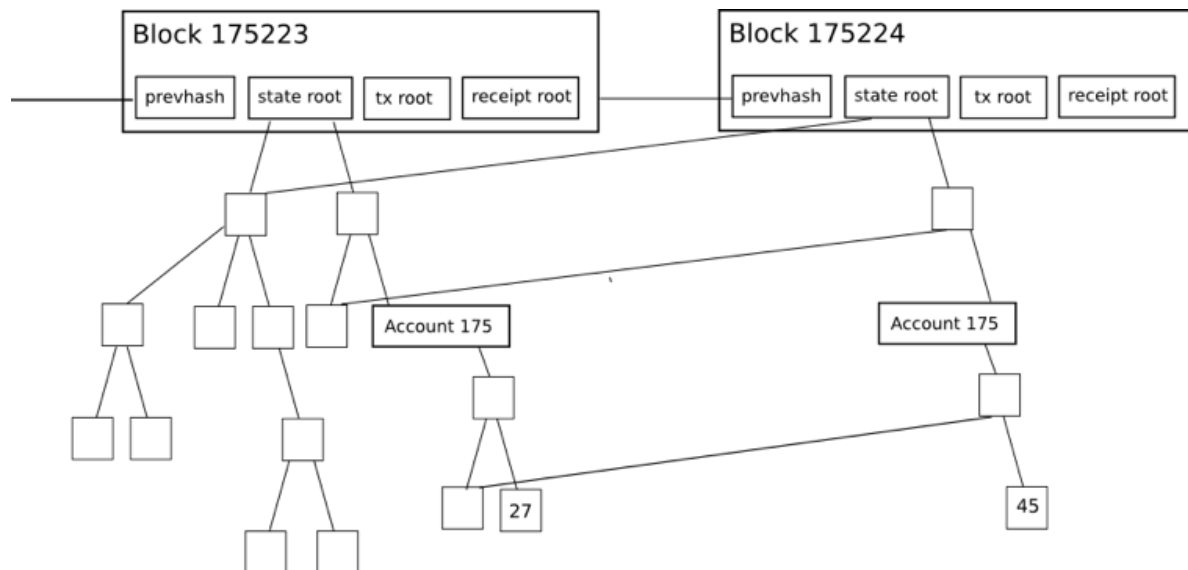 Block 175223
prevhash
state root
tx root
receipt root
Block 175224
prevhash
state root
tx root
receipt root
Account 175
Account 175
27
45